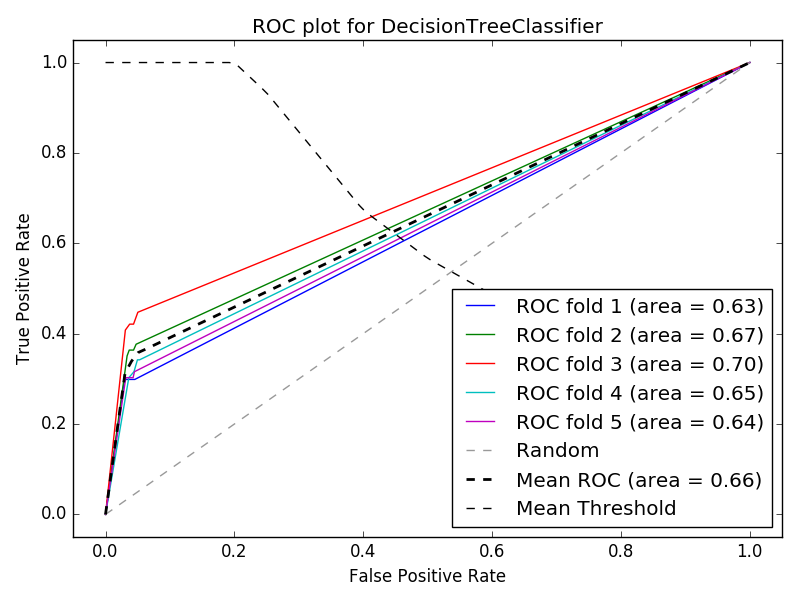 ROC plot for DecisionTreeClassifier
True Positive Rate
1.0
0.8
0.6
0.4
0.2
0.0
ROC fold 1 (area = 0.63)
ROC fold 2 (area = 0.67)
ROC fold 3 (area = 0.70)
ROC fold 4 (area = 0.65)
ROC fold 5 (area = 0.64)
Random
Mean ROC (area = 0.66)
Mean Threshold
0.0 0.2 0.4 0.6 0.8 1.0
False Positive Rate